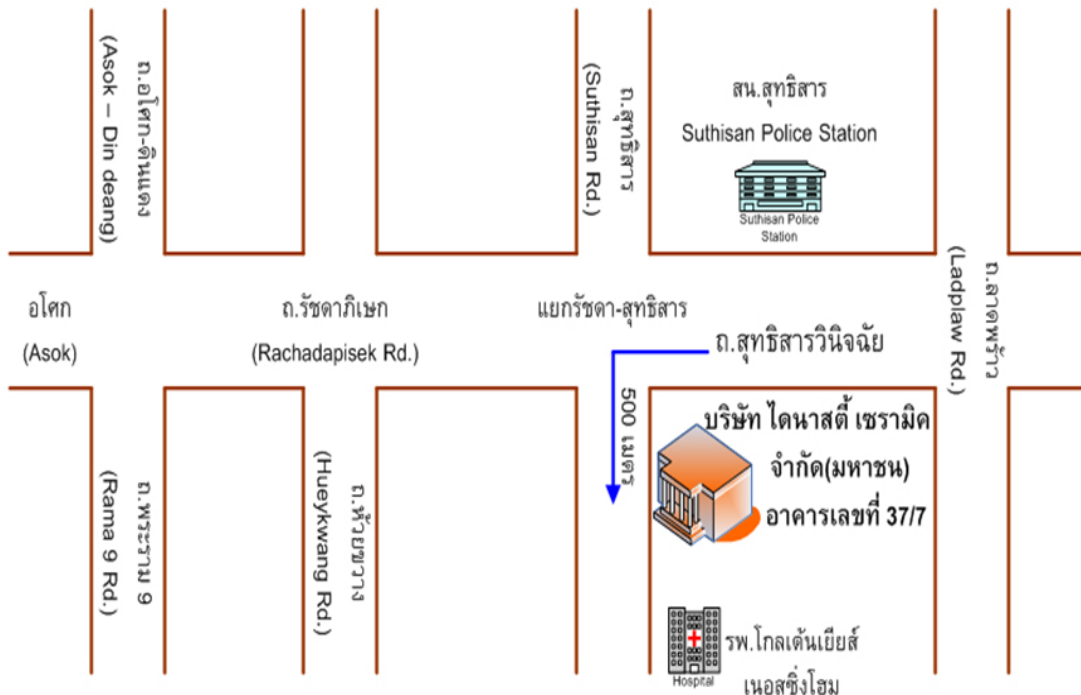 ถ.อโศก-ดินแดง
(Asok – Din deang)
ถ.สุทธิสาร
(Suthisan Rd.)
สน.สุทธิสาร
Suthisan Police Station
Suthisan Police
Station
อโศก
(Asok)
ถ.รัชดาภิเษก
(Rachadapisek Rd.)
แยกรัชดา-สุทธิสาร
ถ.สุทธิสารวินิจฉัย
ถ.ลาดพร้าว
(Ladplaw Rd.)
ถ.พระราม 9
(Rama 9 Rd.)
ถ.ห้วยขวาง
(Hueykwang Rd.)
500 เมตร
บริษัท ไดนาสตี้ เซรามิค
จำกัด(มหาชน)
อาคารเลขที่ 37/7
Hospital
รพ.โกลเด้นเยียส์
เนอสซิ่งโฮม